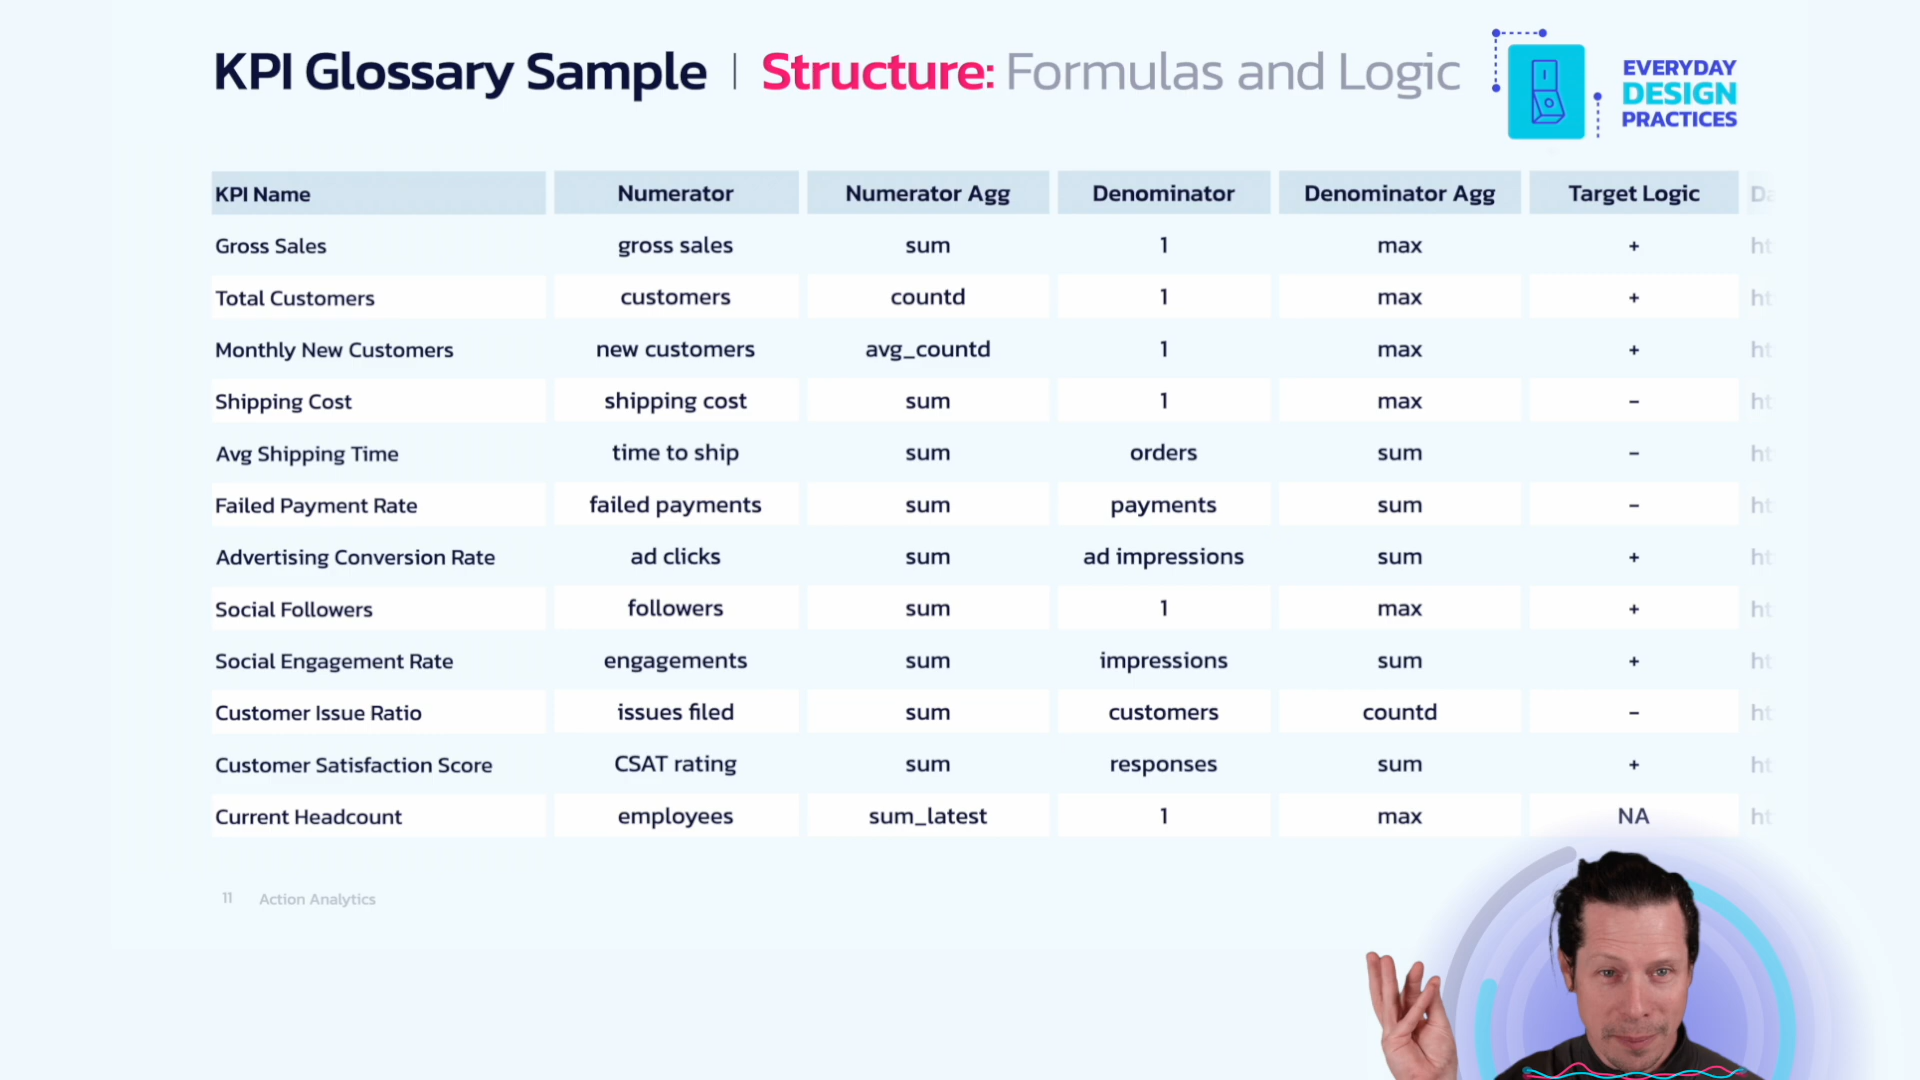 KPI Glossary Sample | Structure: Formulas and Logic
EVERYDAY
DESIGN
PRACTICES
KPI Name Numerator Numerator Agg Denominator Denominator Agg Target Logic
Gross Sales gross sales sum 1 max +
Total Customers customers countd 1 max +
Monthly New Customers new customers avg_countd 1 max +
Shipping Cost shipping cost sum 1 max -
Avg Shipping Time time to ship sum orders sum -
Failed Payment Rate failed payments sum payments sum -
Advertising Conversion Rate ad clicks sum ad impressions sum +
Social Followers followers sum 1 max +
Social Engagement Rate engagements sum impressions sum +
Customer Issue Ratio issues filed sum customers countd -
Customer Satisfaction Score CSAT rating sum responses sum +
Current Headcount employees sum_latest 1 max NA
11 Action Analytics